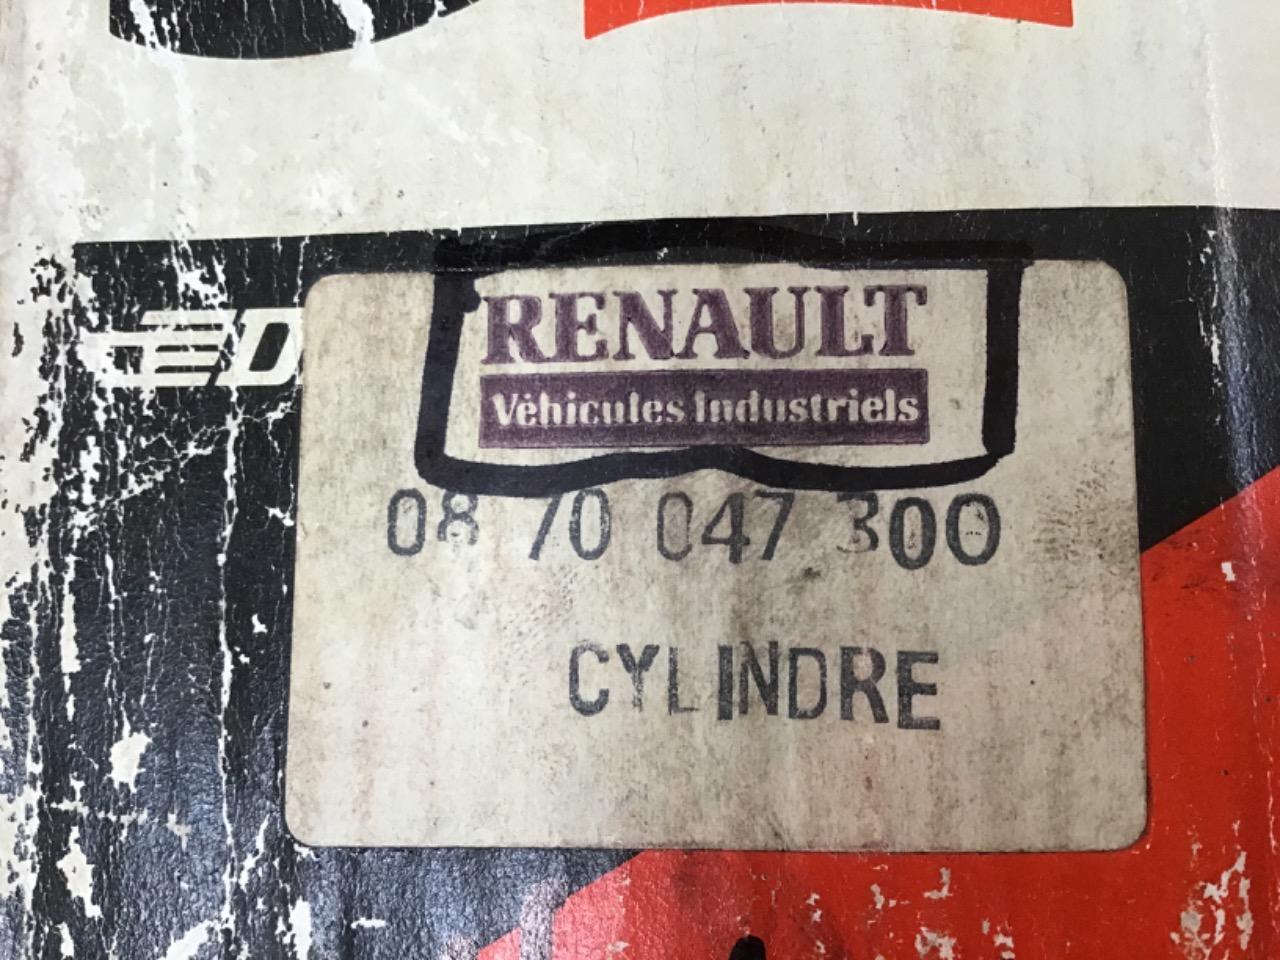 RENAULT
Véhicules Industriels
08 70 047 300
CYLINDRE